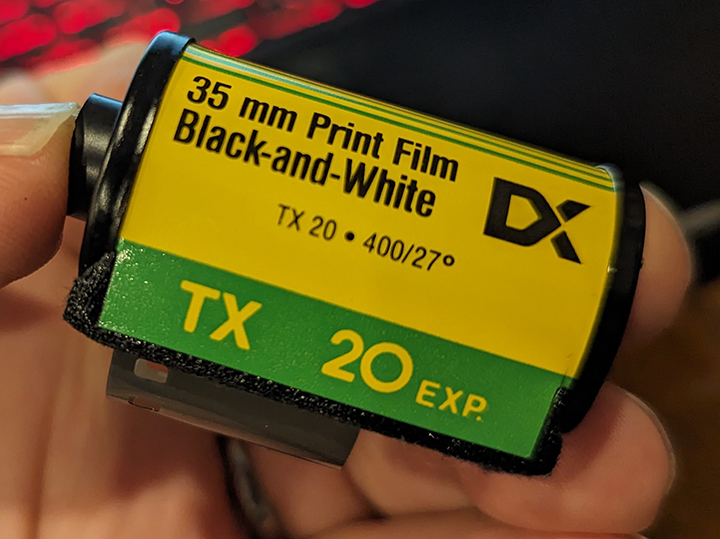 35 mm Print Film
Black-and-White
DX
TX 20 • 400/27°
TX 20 EXP.